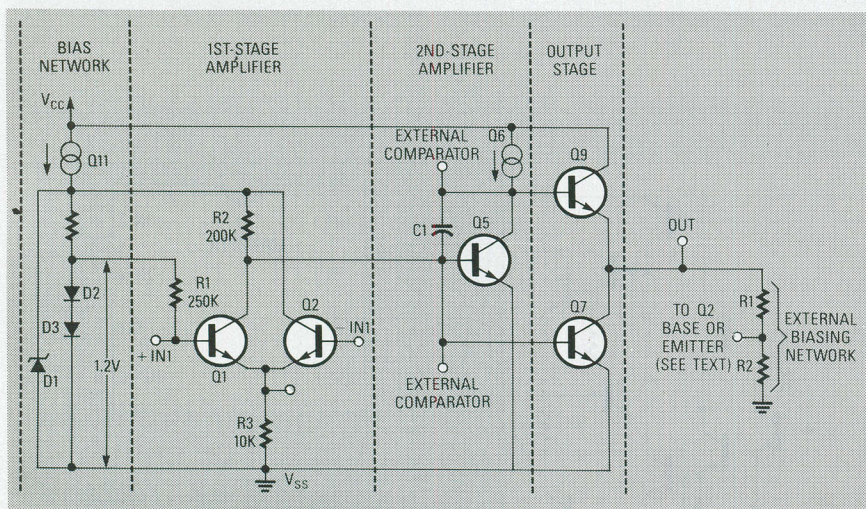 BIAS
NETWORK
1ST-STAGE
AMPLIFIER
2ND-STAGE
AMPLIFIER
OUTPUT
STAGE
VCC
EXTERNAL
COMPARATOR
Q6
Q11
Q9
R2
200K
C1
Q5
OUT
D2
R1
250K
Q2
Q7
R1
D3
TO Q2
BASE OR
EMITTER
(SEE TEXT)
R2
EXTERNAL
BIASING
NETWORK
+ IN1
– IN1
1.2V
D1
Q1
EXTERNAL
COMPARATOR
R3
10K
VSS